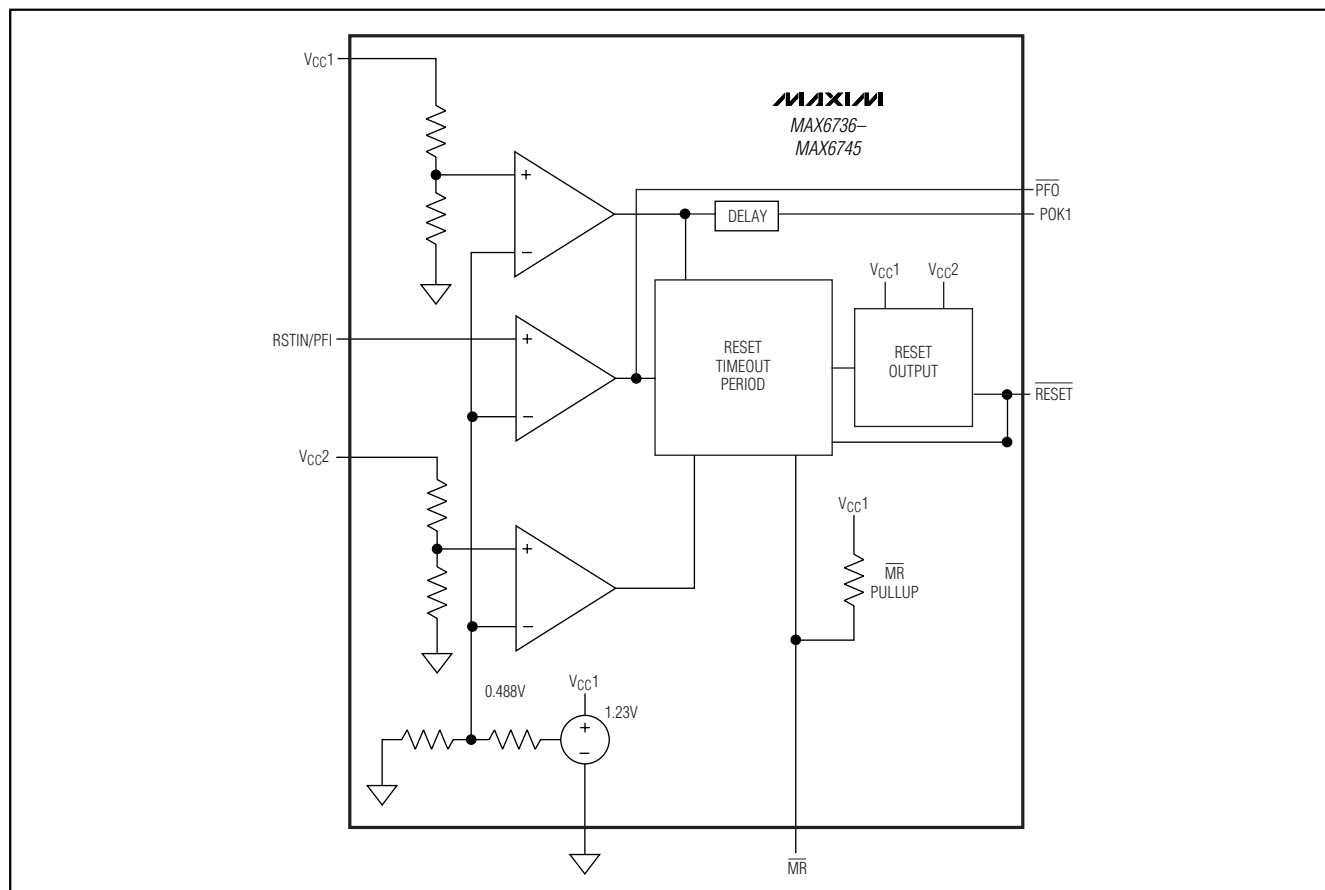 VCC1
MAXIM
MAX6736–
MAX6745
+
−
PFO
DELAY
POK1
VCC1
VCC2
RSTIN/PFI
+
−
RESET
TIMEOUT
PERIOD
RESET
OUTPUT
RESET
VCC2
+
−
VCC1
MR
PULLUP
0.488V
VCC1
1.23V
+
−
MR